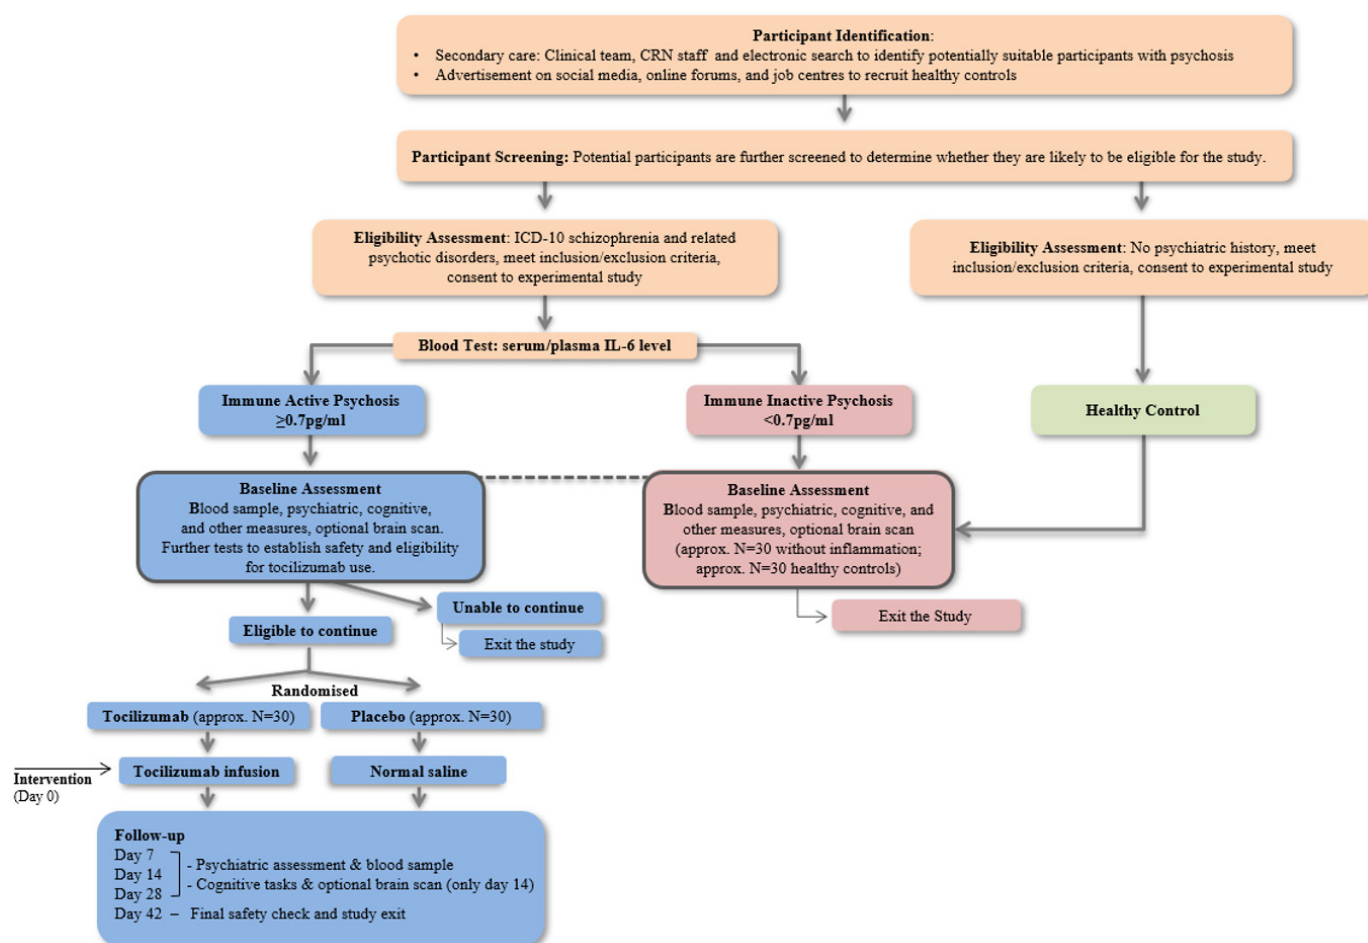 Participant Identification:
• Secondary care: Clinical team, CRN staff and electronic search to identify potentially suitable participants with psychosis
• Advertisement on social media, online forums, and job centres to recruit healthy controls
Participant Screening: Potential participants are further screened to determine whether they are likely to be eligible for the study.
Eligibility Assessment: ICD-10 schizophrenia and related
psychotic disorders, meet inclusion/exclusion criteria,
consent to experimental study
Eligibility Assessment: No psychiatric history, meet
inclusion/exclusion criteria, consent to experimental study
Blood Test: serum/plasma IL-6 level
Immune Active Psychosis
≥0.7pg/ml
Immune Inactive Psychosis
<0.7pg/ml
Healthy Control
Baseline Assessment
Blood sample, psychiatric, cognitive,
and other measures, optional brain scan.
Further tests to establish safety and eligibility
for tocilizumab use.
Baseline Assessment
Blood sample, psychiatric, cognitive, and
other measures, optional brain scan
(approx. N=30 without inflammation;
approx. N=30 healthy controls)
Unable to continue
Exit the study
Exit the Study
Eligible to continue
Randomised
Tocilizumab (approx. N=30)
Placebo (approx. N=30)
Intervention
(Day 0)
Tocilizumab infusion
Normal saline
Follow-up
Day 7
- Psychiatric assessment & blood sample
Day 14
- Cognitive tasks & optional brain scan (only day 14)
Day 28
Day 42 – Final safety check and study exit